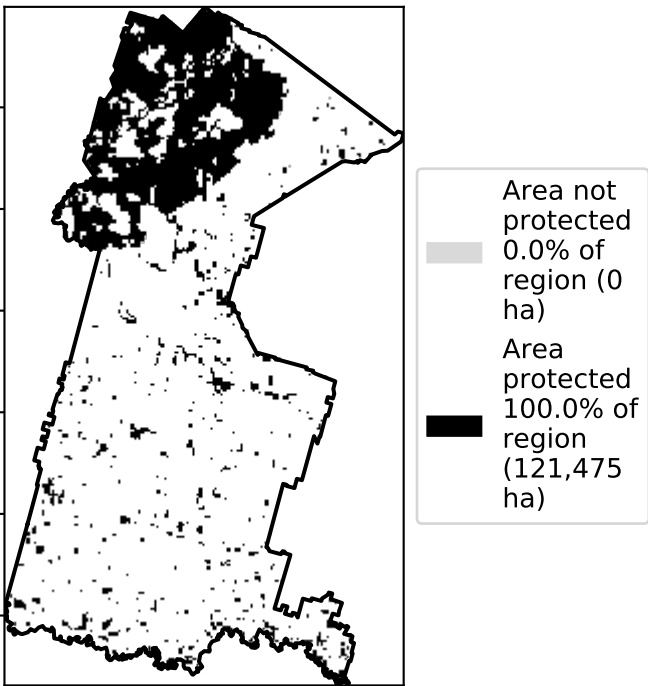 Area not
protected
0.0% of
region (0
ha)
Area
protected
100.0% of
region
(121,475
ha)